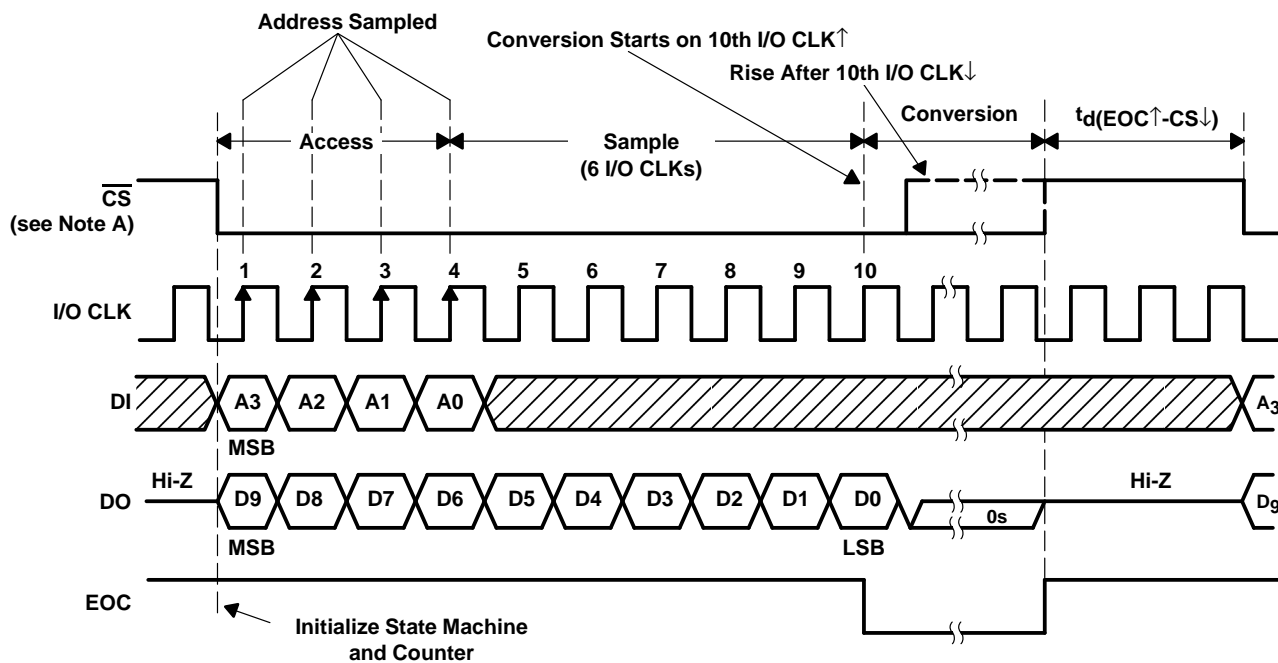 Address Sampled
Conversion Starts on 10th I/O CLK↑
Rise After 10th I/O CLK↓
Access
Sample
(6 I/O CLKs)
Conversion
td(EOC↑-CS↓)
CS
(see Note A)
1 2 3 4 5 6 7 8 9 10
I/O CLK
DI
A3 A2 A1 A0 A3
MSB
Hi-Z
Hi-Z
DO
D9 D8 D7 D6 D5 D4 D3 D2 D1 D0 0s D9
MSB
LSB
EOC
Initialize State Machine
and Counter